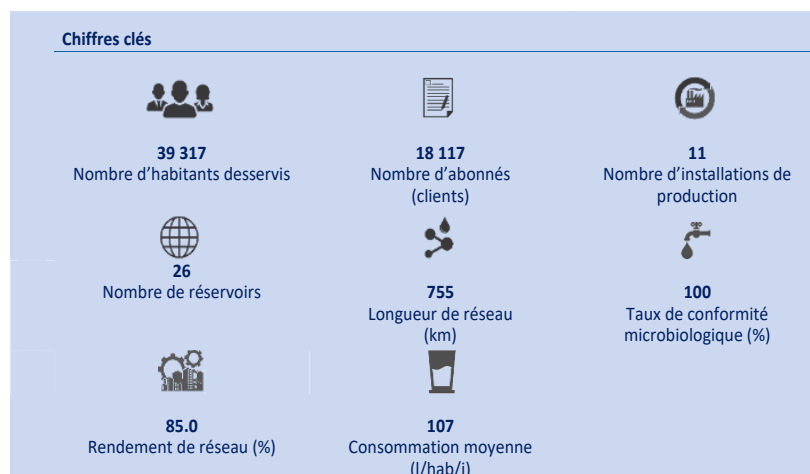 Chiffres clés
39 317
Nombre d'habitants desservis
18 117
Nombre d'abonnés
(clients)
11
Nombre d'installations de
production
26
Nombre de réservoirs
755
Longueur de réseau
(km)
100
Taux de conformité
microbiologique (%)
85.0
Rendement de réseau (%)
107
Consommation moyenne
(l/hab/j)